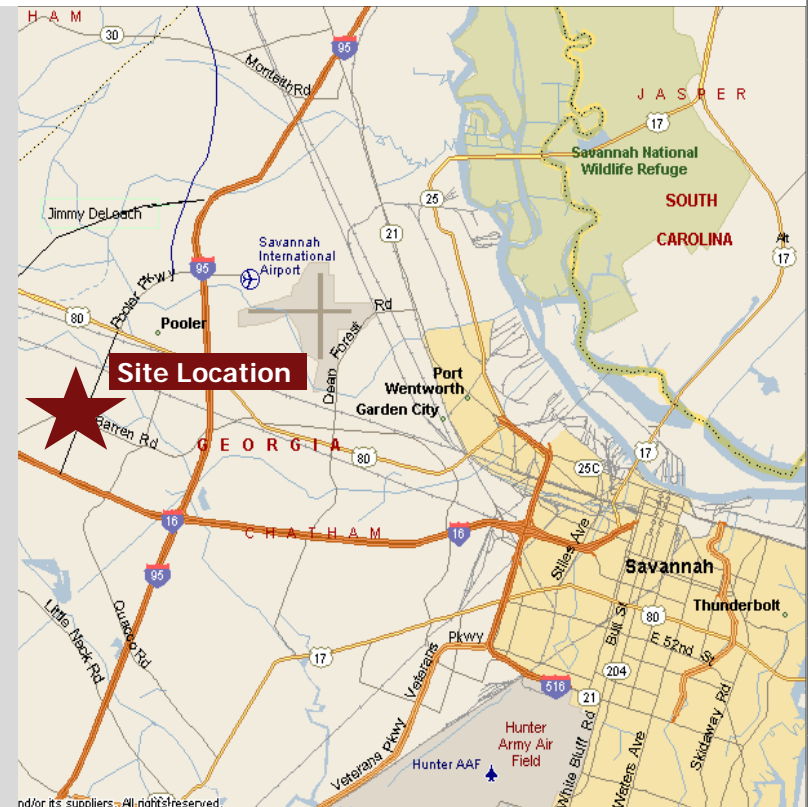 H A M
30
95
Monteith Rd
J A S P E R
17
Savannah National
Wildlife Refuge
SOUTH
CAROLINA
25
Jimmy DeLoach
21
Alt
17
Savannah
International
Airport
95
Pooler Pkwy
80
Pooler
Dean Forest Rd
Site Location
Port
Wentworth
Garden City
Barren Rd
G E O R G I A
80
25C
17
16
C H A T H A M
16
Stiles Ave
95
Savannah
Thunderbolt
Little Neck Rd
Quacco Rd
Bull St
80
E 52nd St
17
Veterans Pkwy
204
516
21
Skidaway Rd
Hunter
Army Air
Field
Hunter AAF
Veterans Pkwy
White Bluff Rd
Waters Ave
nd/or its suppliers. All rights reserved